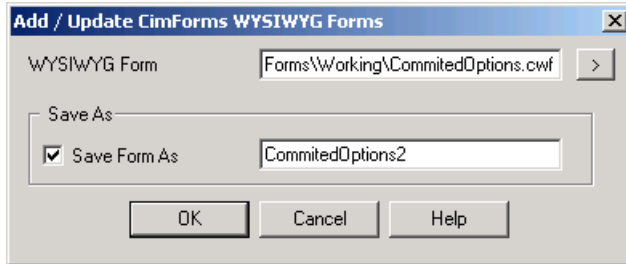 Add / Update CimForms WYSIWYG Forms
WYSIWYG Form Forms\Working\CommitedOptions.cwf >
Save As
Save Form As CommitedOptions2
OK Cancel Help